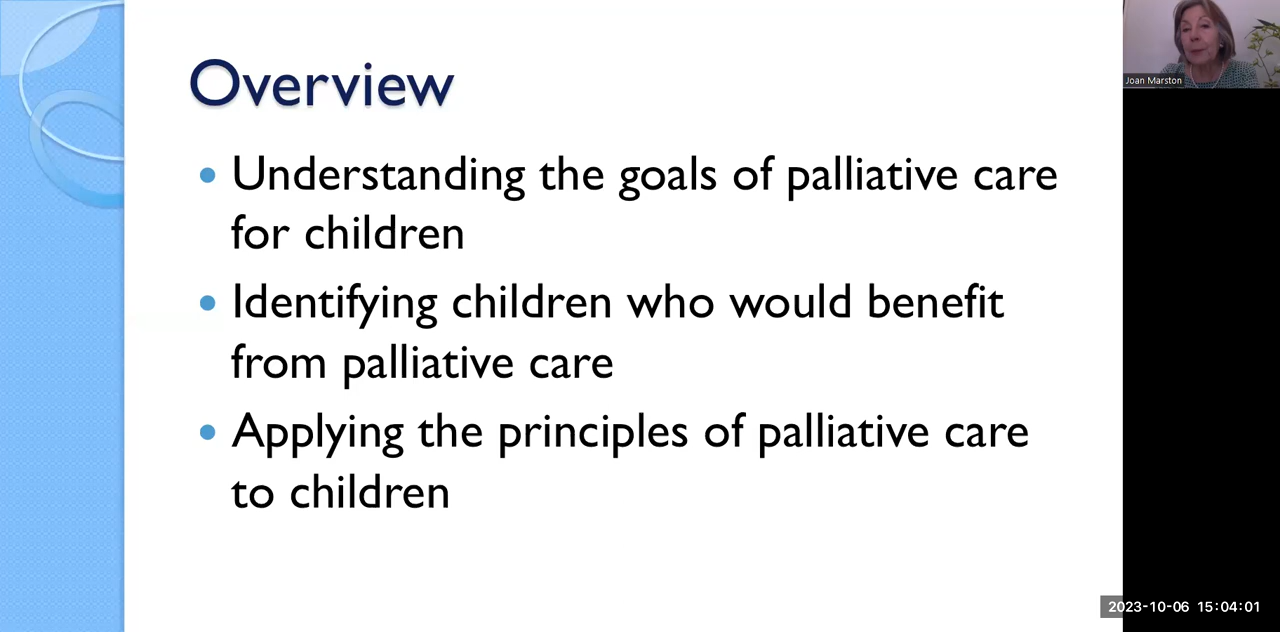 Overview
• Understanding the goals of palliative care
for children
• Identifying children who would benefit
from palliative care
• Applying the principles of palliative care
to children
Joan Marston
2023-10-06 15:04:01